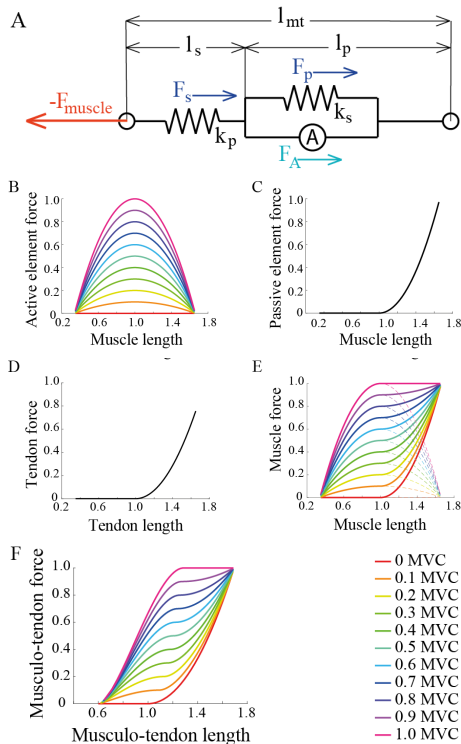 A
l_mt
l_s
l_p
F_s
F_p
-F_muscle
k_s
k_p
A
F_A
B
C
Active element force
1.0
0.8
0.6
0.4
0.2
0
0.2 0.6 1.0 1.4 1.8
Muscle length
Passive element force
1.0
0.8
0.6
0.4
0.2
0
0.2 0.6 1.0 1.4 1.8
Muscle length
D
E
Tendon force
1.0
0.8
0.6
0.4
0.2
0
0.2 0.6 1.0 1.4 1.8
Tendon length
Muscle force
1.0
0.8
0.6
0.4
0.2
0
0.2 0.6 1.0 1.4 1.8
Muscle length
F
Musculo-tendon force
1.0
0.8
0.6
0.4
0.2
0
0.2 0.6 1.0 1.4 1.8
Musculo-tendon length
0 MVC
0.1 MVC
0.2 MVC
0.3 MVC
0.4 MVC
0.5 MVC
0.6 MVC
0.7 MVC
0.8 MVC
0.9 MVC
1.0 MVC